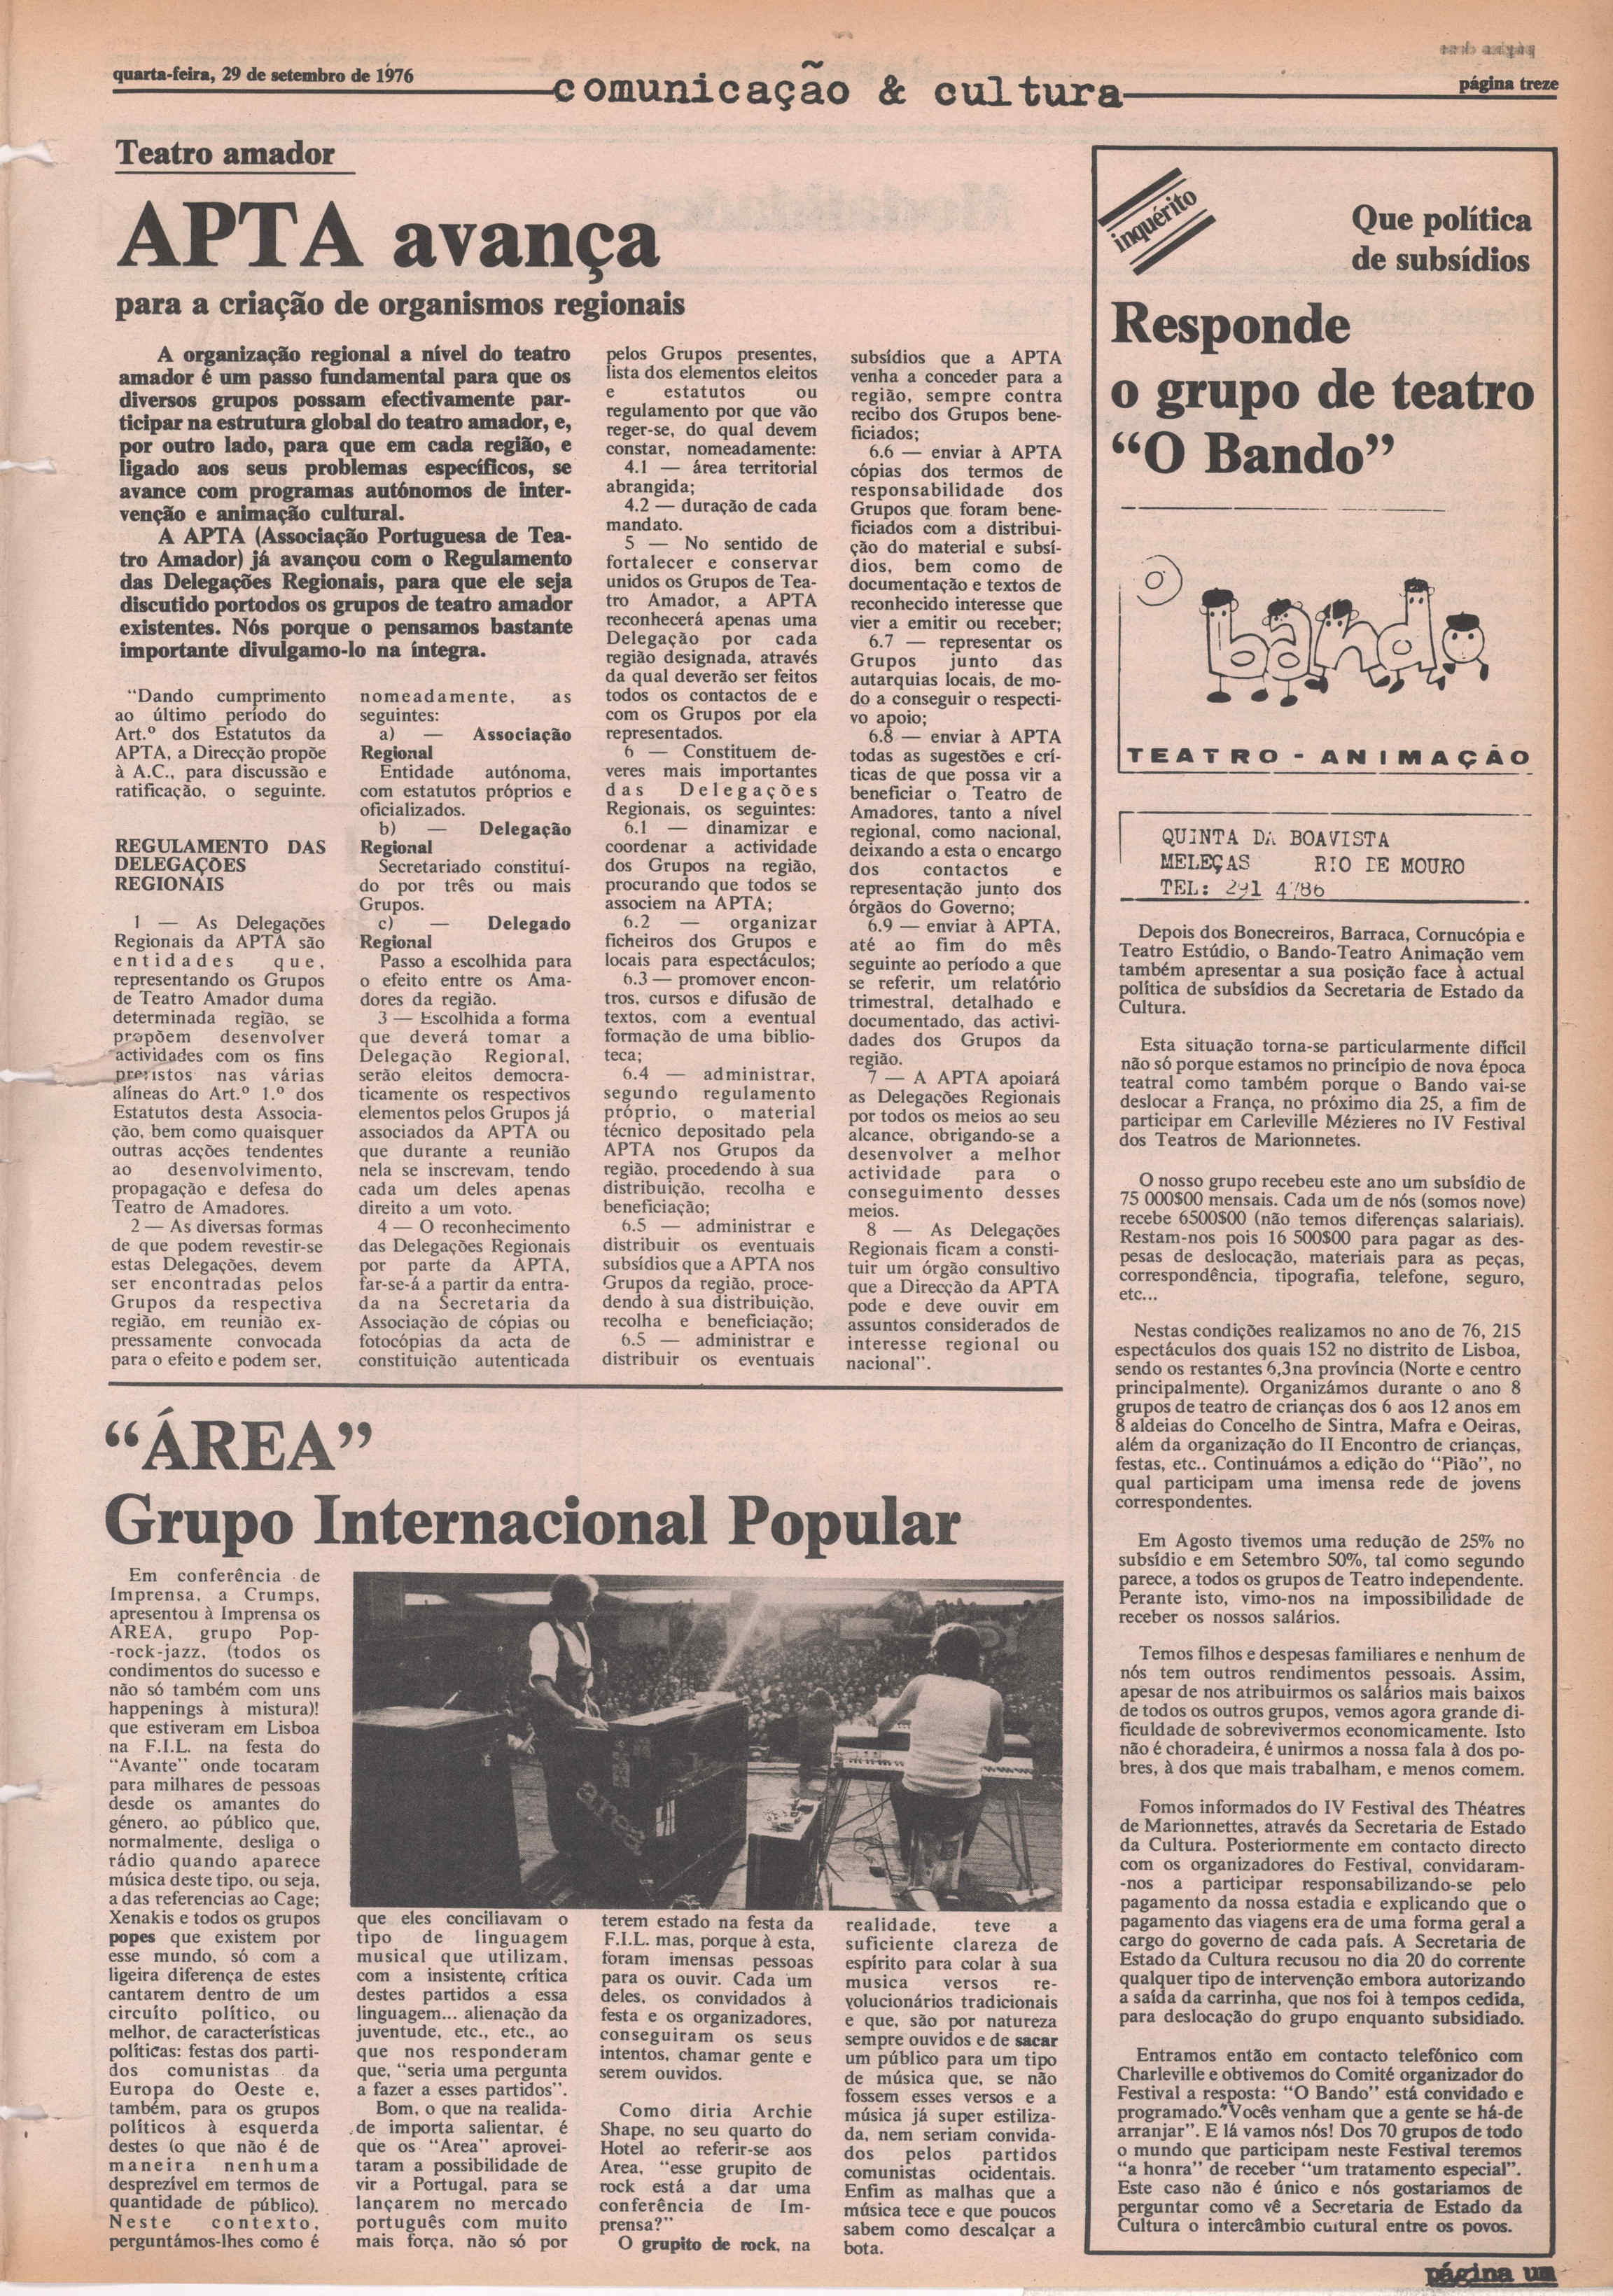 quarta-feira, 29 de setembro de 1976
comunicação & cultura
página treze
Teatro amador
APTA avança
para a criação de organismos regionais
A organização regional a nível do teatro
amador é um passo fundamental para que os
diversos grupos possam efectivamente par-
ticipar na estrutura global do teatro amador, e,
por outro lado, para que em cada região, e
ligado aos seus problemas específicos, se
avance com programas autónomos de inter-
venção e animação cultural.
A APTA (Associação Portuguesa de Tea-
tro Amador) já avançou com o Regulamento
das Delegações Regionais, para que ele seja
discutido portodos os grupos de teatro amador
existentes. Nós porque o pensamos bastante
importante divulgamo-lo na íntegra.
"Dando cumprimento
ao último período do
Art.º dos Estatutos da
APTA, a Direcção propõe
à A.C., para discussão e
ratificação, o seguinte.
REGULAMENTO DAS
DELEGAÇÕES
REGIONAIS
1 — As Delegações
Regionais da APTA são
entidades que,
representando os Grupos
de Teatro Amador duma
determinada região, se
propõem desenvolver
actividades com os fins
previstos nas várias
alíneas do Art.º 1.º dos
Estatutos desta Associa-
ção, bem como quaisquer
outras acções tendentes
ao desenvolvimento,
propagação e defesa do
Teatro de Amadores.
2 — As diversas formas
de que podem revestir-se
estas Delegações, devem
ser encontradas pelos
Grupos da respectiva
região, em reunião ex-
pressamente convocada
para o efeito e podem ser,
nomeadamente, as
seguintes:
a) — Associação
Regional
Entidade autónoma,
com estatutos próprios e
oficializados.
b) — Delegação
Regional
Secretariado constituí-
do por três ou mais
Grupos.
c) — Delegado
Regional
Passo a escolhida para
o efeito entre os Ama-
dores da região.
3 — Escolhida a forma
que deverá tomar a
Delegação Regional,
serão eleitos democra-
ticamente os respectivos
elementos pelos Grupos já
associados da APTA ou
que durante a reunião
nela se inscrevam, tendo
cada um deles apenas
direito a um voto.
4 — O reconhecimento
das Delegações Regionais
por parte da APTA,
far-se-á a partir da entra-
da na Secretaria da
Associação de cópias ou
fotocópias da acta de
constituição autenticada
pelos Grupos presentes,
lista dos elementos eleitos
e estatutos ou
regulamento por que vão
reger-se, do qual devem
constar, nomeadamente:
4.1 — área territorial
abrangida;
4.2 — duração de cada
mandato.
5 — No sentido de
fortalecer e conservar
unidos os Grupos de Tea-
tro Amador, a APTA
reconhecerá apenas uma
Delegação por cada
região designada, através
da qual deverão ser feitos
todos os contactos de e
com os Grupos por ela
representados.
6 — Constituem de-
veres mais importantes
das Delegações
Regionais, os seguintes:
6.1 — dinamizar e
coordenar a actividade
dos Grupos na região,
procurando que todos se
associem na APTA;
6.2 — organizar
ficheiros dos Grupos e
locais para espectáculos;
6.3 — promover encon-
tros, cursos e difusão de
textos, com a eventual
formação de uma biblio-
teca;
6.4 — administrar,
segundo regulamento
próprio, o material
técnico depositado pela
APTA nos Grupos da
região, procedendo à sua
distribuição, recolha e
beneficiação;
6.5 — administrar e
distribuir os eventuais
subsídios que a APTA nos
Grupos da região, proce-
dendo à sua distribuição,
recolha e beneficiação;
6.5 — administrar e
distribuir os eventuais
subsídios que a APTA
venha a conceder para a
região, sempre contra
recibo dos Grupos bene-
ficiados;
6.6 — enviar à APTA
cópias dos termos de
responsabilidade dos
Grupos que foram bene-
ficiados com a distribui-
ção do material e subsí-
dios, bem como de
documentação e textos de
reconhecido interesse que
vier a emitir ou receber;
6.7 — representar os
Grupos junto das
autarquias locais, de mo-
do a conseguir o respecti-
vo apoio;
6.8 — enviar à APTA
todas as sugestões e crí-
ticas de que possa vir a
beneficiar o Teatro de
Amadores, tanto a nível
regional, como nacional,
deixando a esta o encargo
dos contactos e
representação junto dos
órgãos do Governo;
6.9 — enviar à APTA,
até ao fim do mês
seguinte ao período a que
se referir, um relatório
trimestral, detalhado e
documentado, das activi-
dades dos Grupos da
região.
7 — A APTA apoiará
as Delegações Regionais
por todos os meios ao seu
alcance, obrigando-se a
desenvolver a melhor
actividade para o
conseguimento desses
meios.
8 — As Delegações
Regionais ficam a consti-
tuir um órgão consultivo
que a Direcção da APTA
pode e deve ouvir em
assuntos considerados de
interesse regional ou
nacional".
"ÁREA"
Grupo Internacional Popular
Em conferência de
Imprensa, a Crumps,
apresentou à Imprensa os
AREA, grupo Pop-
-rock-jazz, (todos os
condimentos do sucesso e
não só também com uns
happenings à mistura)!
que estiveram em Lisboa
na F.I.L. na festa do
"Avante" onde tocaram
para milhares de pessoas
desde os amantes do
género, ao público que,
normalmente, desliga o
rádio quando aparece
música deste tipo, ou seja,
a das referencias ao Cage;
Xenakis e todos os grupos
popes que existem por
esse mundo, só com a
ligeira diferença de estes
cantarem dentro de um
circuíto político, ou
melhor, de características
políticas: festas dos parti-
dos comunistas da
Europa do Oeste e,
também, para os grupos
políticos à esquerda
destes (o que não é de
maneira nenhuma
desprezível em termos de
quantidade de público).
Neste contexto,
perguntámos-lhes como é
area
que eles conciliavam o
tipo de linguagem
musical que utilizam,
com a insistente, crítica
destes partidos a essa
linguagem... alienação da
juventude, etc., etc., ao
que nos responderam
que, "seria uma pergunta
a fazer a esses partidos".
Bom, o que na realida-
de importa salientar, é
que os "Area" aprovei-
taram a possibilidade de
vir a Portugal, para se
lançarem no mercado
português com muito
mais força, não só por
terem estado na festa da
F.I.L. mas, porque à esta,
foram imensas pessoas
para os ouvir. Cada um
deles, os convidados à
festa e os organizadores,
conseguiram os seus
intentos, chamar gente e
serem ouvidos.
Como diria Archie
Shape, no seu quarto do
Hotel ao referir-se aos
Area, "esse grupito de
rock está a dar uma
conferência de Im-
prensa?"
O grupito de rock, na
realidade, teve a
suficiente clareza de
espírito para colar à sua
musica versos re-
volucionários tradicionais
e que, são por natureza
sempre ouvidos e de sacar
um público para um tipo
de música que, se não
fossem esses versos e a
música já super estiliza-
da, nem seriam convida-
dos pelos partidos
comunistas ocidentais.
Enfim as malhas que a
música tece e que poucos
sabem como descalçar a
bota.
inquérito
Que política
de subsídios
Responde
o grupo de teatro
"O Bando"
O bando
TEATRO - ANIMAÇÃO
QUINTA DA BOAVISTA
MELEÇAS RIO DE MOURO
TEL: 291 4786
Depois dos Bonecreiros, Barraca, Cornucópia e
Teatro Estúdio, o Bando-Teatro Animação vem
também apresentar a sua posição face à actual
política de subsídios da Secretaria de Estado da
Cultura.
Esta situação torna-se particularmente difícil
não só porque estamos no princípio de nova época
teatral como também porque o Bando vai-se
deslocar a França, no próximo dia 25, a fim de
participar em Carleville Mézieres no IV Festival
dos Teatros de Marionnetes.
O nosso grupo recebeu este ano um subsídio de
75 000$00 mensais. Cada um de nós (somos nove)
recebe 6500$00 (não temos diferenças salariais).
Restam-nos pois 16 500$00 para pagar as des-
pesas de deslocação, materiais para as peças,
correspondência, tipografia, telefone, seguro,
etc...
Nestas condições realizamos no ano de 76, 215
espectáculos dos quais 152 no distrito de Lisboa,
sendo os restantes 6,3na província (Norte e centro
principalmente). Organizámos durante o ano 8
grupos de teatro de crianças dos 6 aos 12 anos em
8 aldeias do Concelho de Sintra, Mafra e Oeiras,
além da organização do II Encontro de crianças,
festas, etc.. Continuámos a edição do "Pião", no
qual participam uma imensa rede de jovens
correspondentes.
Em Agosto tivemos uma redução de 25% no
subsídio e em Setembro 50%, tal como segundo
parece, a todos os grupos de Teatro independente.
Perante isto, vimo-nos na impossibilidade de
receber os nossos salários.
Temos filhos e despesas familiares e nenhum de
nós tem outros rendimentos pessoais. Assim,
apesar de nos atribuirmos os salários mais baixos
de todos os outros grupos, vemos agora grande di-
ficuldade de sobrevivermos economicamente. Isto
não é choradeira, é unirmos a nossa fala à dos po-
bres, à dos que mais trabalham, e menos comem.
Fomos informados do IV Festival des Théatres
de Marionnettes, através da Secretaria de Estado
da Cultura. Posteriormente em contacto directo
com os organizadores do Festival, convidaram-
-nos a participar responsabilizando-se pelo
pagamento da nossa estadia e explicando que o
pagamento das viagens era de uma forma geral a
cargo do governo de cada país. A Secretaria de
Estado da Cultura recusou no dia 20 do corrente
qualquer tipo de intervenção embora autorizando
a saída da carrinha, que nos foi à tempos cedida,
para deslocação do grupo enquanto subsidiado.
Entramos então em contacto telefónico com
Charleville e obtivemos do Comité organizador do
Festival a resposta: "O Bando" está convidado e
programado."Vocês venham que a gente se há-de
arranjar". E lá vamos nós! Dos 70 grupos de todo
o mundo que participam neste Festival teremos
"a honra" de receber "um tratamento especial".
Este caso não é único e nós gostariamos de
perguntar como vê a Secretaria de Estado da
Cultura o intercâmbio cultural entre os povos.
página um